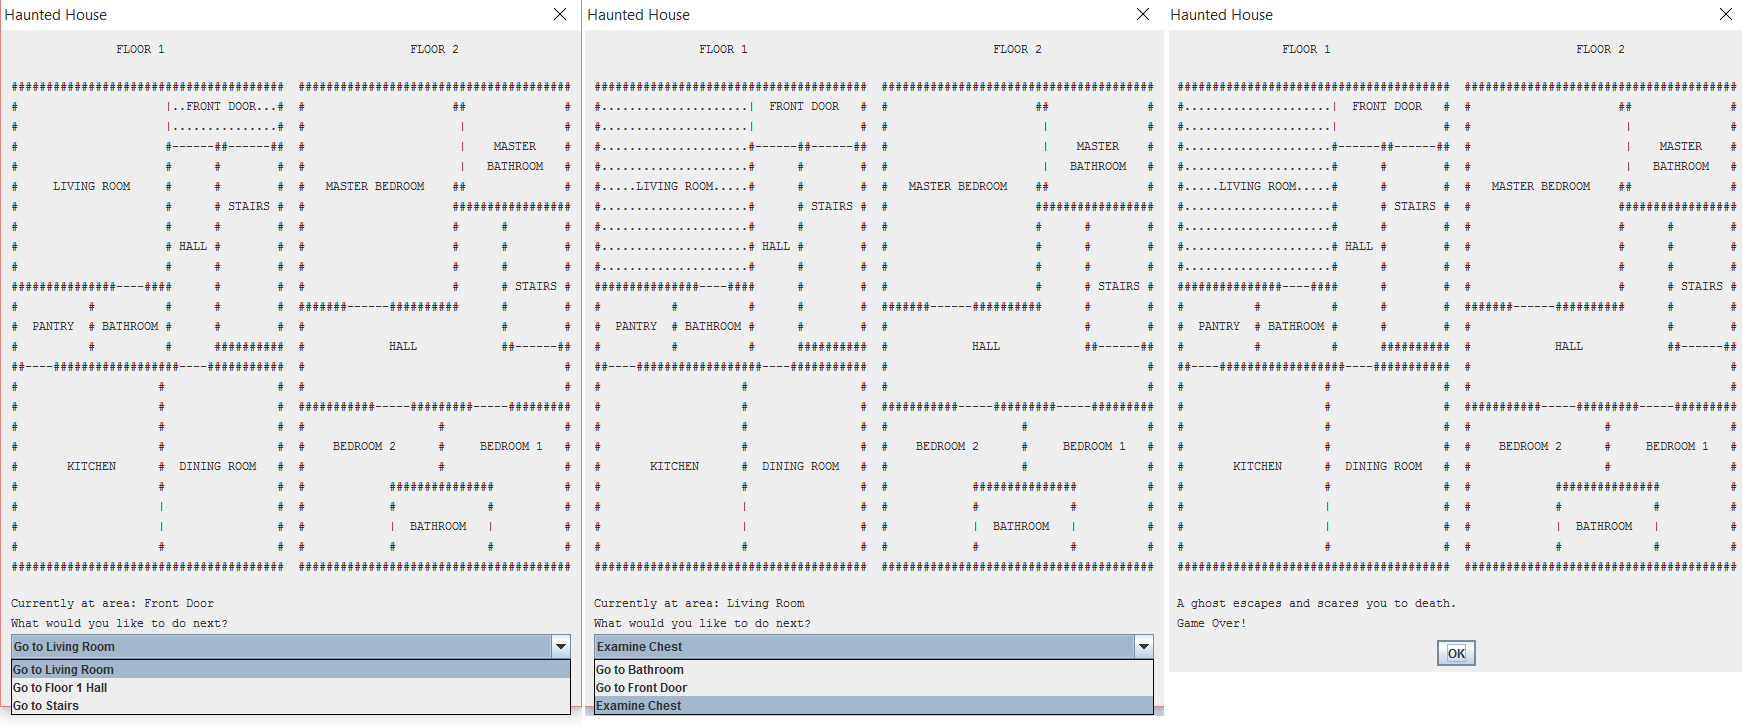 Haunted House
FLOOR 1 FLOOR 2
..FRONT DOOR...
MASTER
BATHROOM
LIVING ROOM MASTER BEDROOM
STAIRS
HALL
STAIRS
PANTRY BATHROOM
HALL
BEDROOM 2 BEDROOM 1
KITCHEN DINING ROOM
BATHROOM
Currently at area: Front Door
What would you like to do next?
Go to Living Room
Go to Living Room
Go to Floor 1 Hall
Go to Stairs
Haunted House
FLOOR 1 FLOOR 2
FRONT DOOR
MASTER
BATHROOM
.....LIVING ROOM..... MASTER BEDROOM
STAIRS
HALL
STAIRS
PANTRY BATHROOM
HALL
BEDROOM 2 BEDROOM 1
KITCHEN DINING ROOM
BATHROOM
Currently at area: Living Room
What would you like to do next?
Examine Chest
Go to Bathroom
Go to Front Door
Examine Chest
Haunted House
FLOOR 1 FLOOR 2
FRONT DOOR
MASTER
BATHROOM
.....LIVING ROOM..... MASTER BEDROOM
STAIRS
HALL
STAIRS
PANTRY BATHROOM
HALL
BEDROOM 2 BEDROOM 1
KITCHEN DINING ROOM
BATHROOM
A ghost escapes and scares you to death.
Game Over!
OK